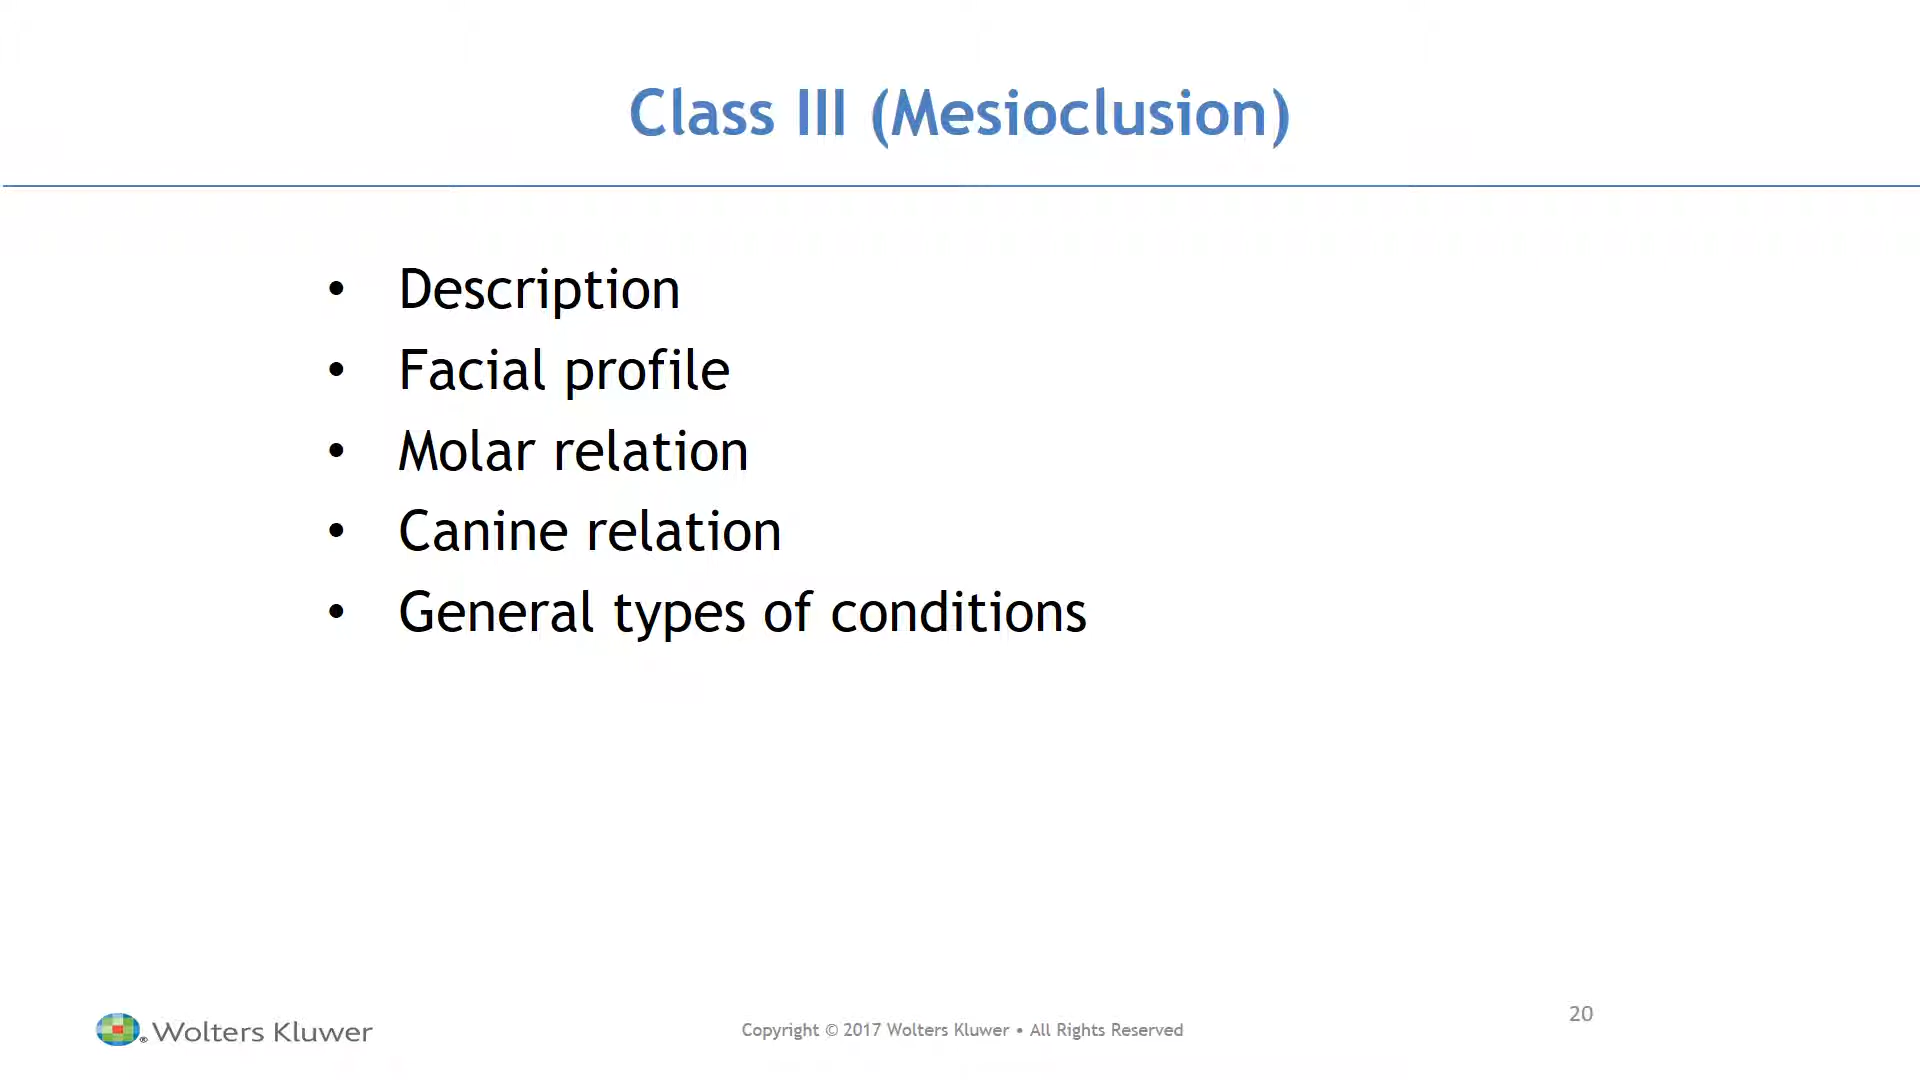 Class III (Mesioclusion)
• Description
• Facial profile
• Molar relation
• Canine relation
• General types of conditions
Wolters Kluwer
Copyright © 2017 Wolters Kluwer • All Rights Reserved
20